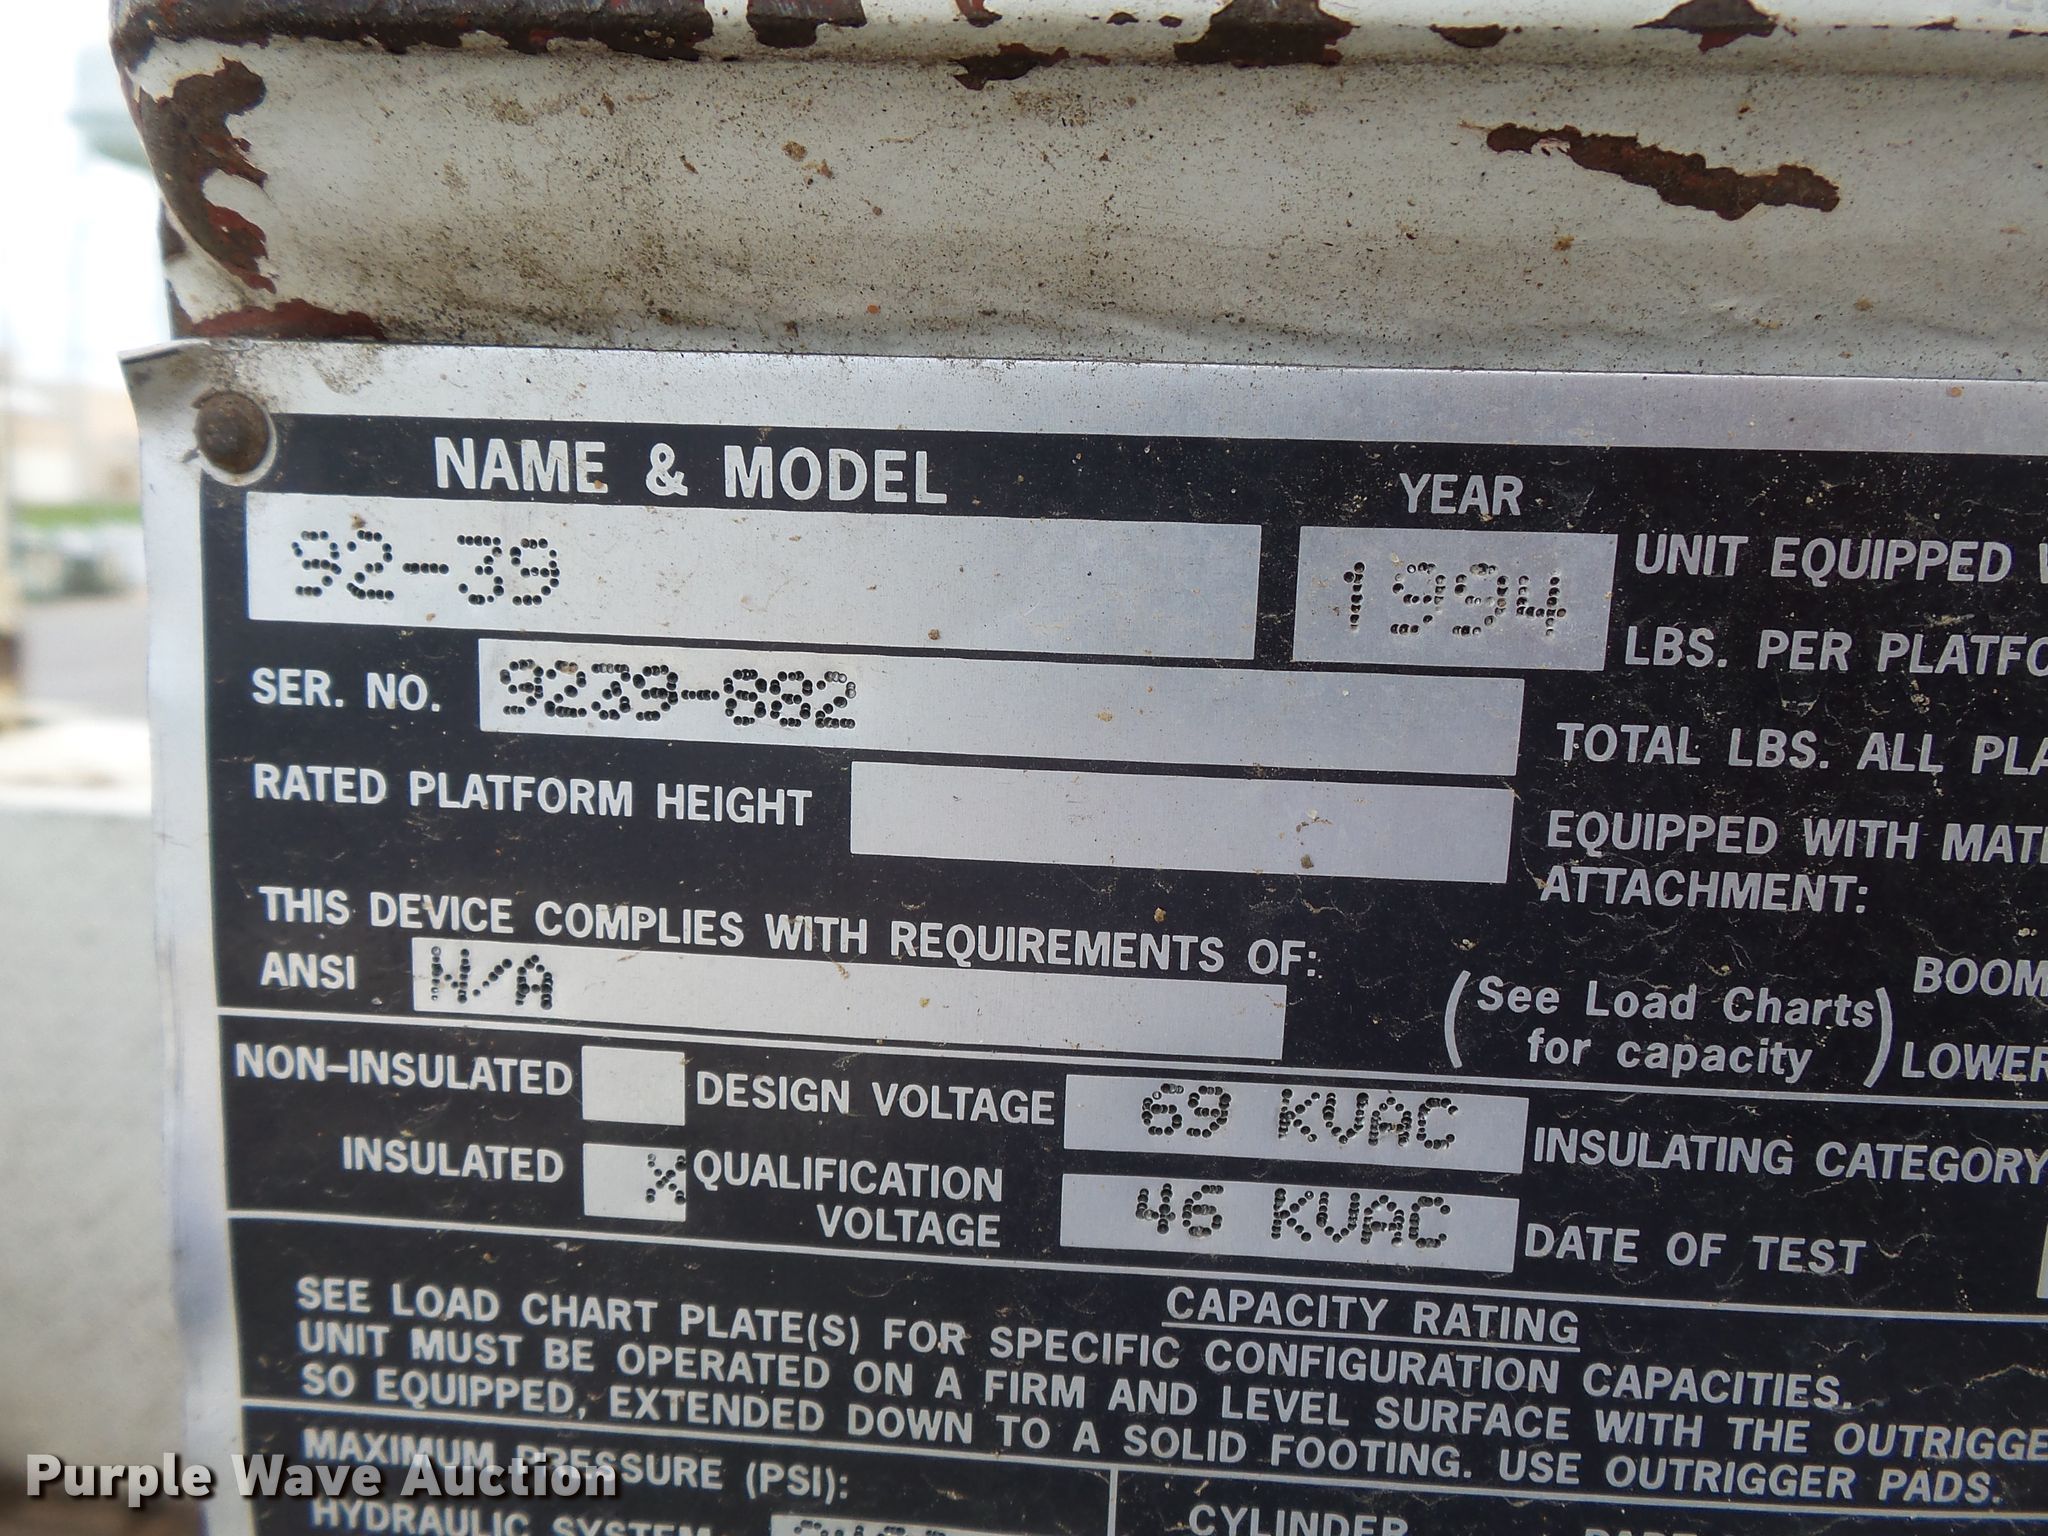 NAME & MODEL
YEAR
92-39
1994
UNIT EQUIPPED
LBS. PER
SER. NO. 9239-882
TOTAL LBS. ALL
RATED PLATFORM HEIGHT
EQUIPPED WITH
ATTACHMENT:
THIS DEVICE COMPLIES WITH REQUIREMENTS OF:
ANSI N/A
(See Load Charts for capacity)
BOOM
LOWER
NON-INSULATED
DESIGN VOLTAGE 69 KVAC
INSULATING CATEGORY
INSULATED X
QUALIFICATION
VOLTAGE
46 KVAC
DATE OF TEST
CAPACITY RATING
SEE LOAD CHART PLATE(S) FOR SPECIFIC CONFIGURATION CAPACITIES.
UNIT MUST BE OPERATED ON A FIRM AND LEVEL SURFACE WITH THE
SO EQUIPPED, EXTENDED DOWN TO A SOLID FOOTING. USE OUTRIGGER PADS.
MAXIMUM PRESSURE (PSI):
HYDRAULIC SYSTEM
CYLINDER
Purple Wave Auction